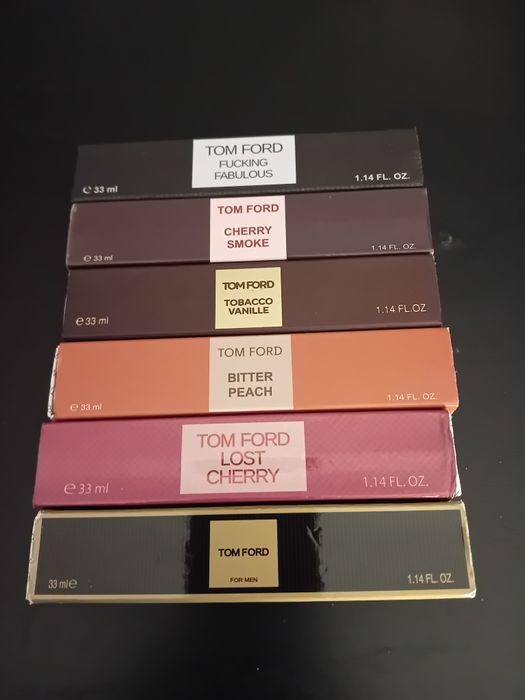 TOM FORD
FUCKING
FABULOUS
℮ 33 ml
1.14 FL. OZ.
TOM FORD
CHERRY
SMOKE
℮ 33 ml
1.14 FL. OZ.
TOM FORD
TOBACCO
VANILLE
℮ 33 ml
1.14 FL. OZ.
TOM FORD
BITTER
PEACH
℮ 33 ml
1.14 FL. OZ.
TOM FORD
LOST
CHERRY
℮ 33 ml
1.14 FL. OZ.
TOM FORD
FOR MEN
33 ml ℮
1.14 FL. OZ.